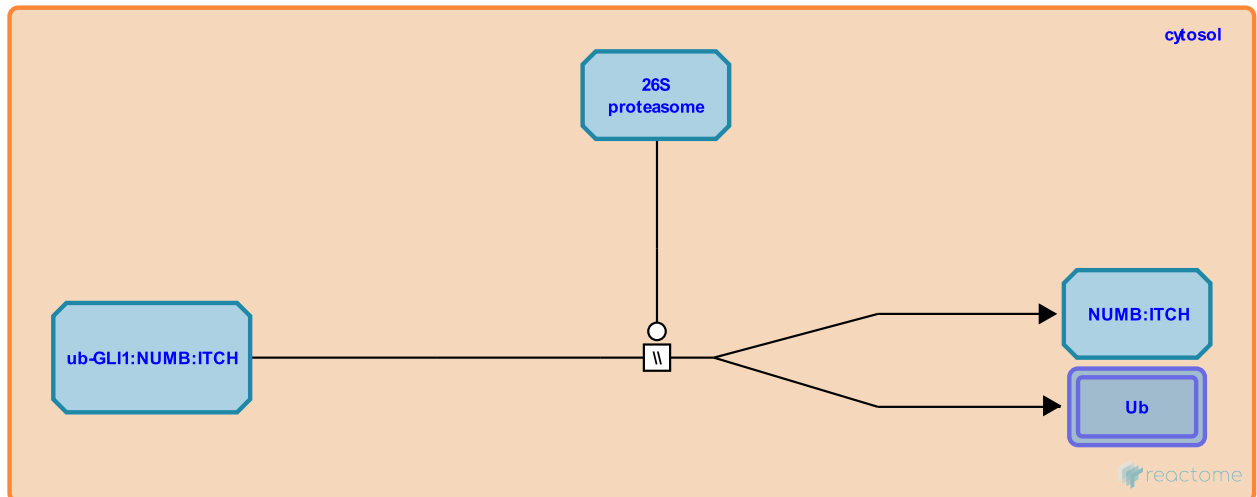 cytosol
26S
proteasome
ub-GLI1:NUMB:ITCH
\\
NUMB:ITCH
Ub
reactome